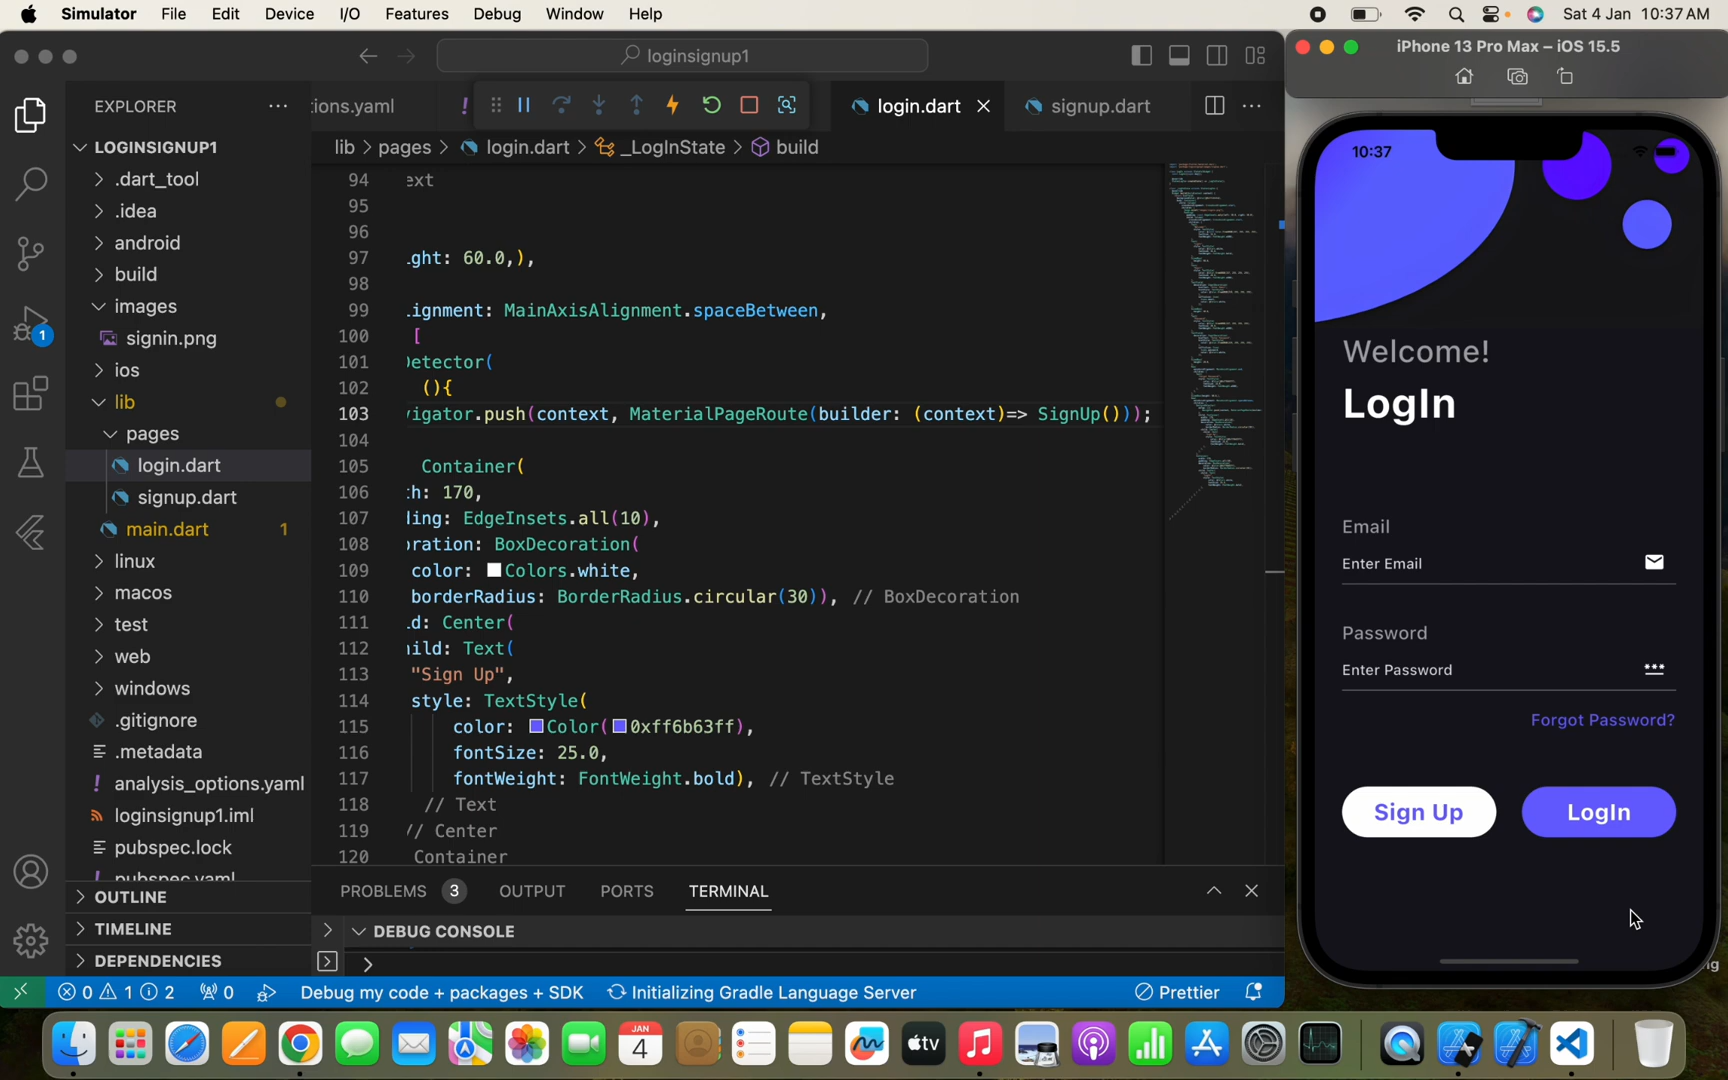 Simulator File Edit Device I/O Features Debug Window Help
Sat 4 Jan 10:37 AM
loginsignup1
iPhone 13 Pro Max – iOS 15.5
EXPLORER
ions.yaml
!
login.dart
signup.dart
lib > pages > login.dart > _LogInState > build
LOGINSIGNUP1
.dart_tool
.idea
android
build
images
signin.png
ios
lib
pages
login.dart
signup.dart
main.dart 1
linux
macos
test
web
windows
.gitignore
.metadata
! analysis_options.yaml
loginsignup1.iml
pubspec.lock
! pubspec.yaml
OUTLINE
TIMELINE
DEPENDENCIES
1
94 ext
95
96
97 ght: 60.0,),
98
99 .ignment: MainAxisAlignment.spaceBetween,
100 [
101 Detector(
102 (){
103 vigator.push(context, MaterialPageRoute(builder: (context)=> SignUp()));
104
105 Container(
106 h: 170,
107 ding: EdgeInsets.all(10),
108 ration: BoxDecoration(
109 color: Colors.white,
110 borderRadius: BorderRadius.circular(30)), // BoxDecoration
111 d: Center(
112 ild: Text(
113 "Sign Up",
114 style: TextStyle(
115 color: Color(0xff6b63ff),
116 fontSize: 25.0,
117 fontWeight: FontWeight.bold), // TextStyle
118 // Text
119 // Center
120 Container
PROBLEMS 3 OUTPUT PORTS TERMINAL
DEBUG CONSOLE
>
0 1 2 0 Debug my code + packages + SDK Initializing Gradle Language Server Prettier
10:37
Welcome!
LogIn
Email
Enter Email
Password
Enter Password
Forgot Password?
Sign Up
LogIn
JAN
4
tv